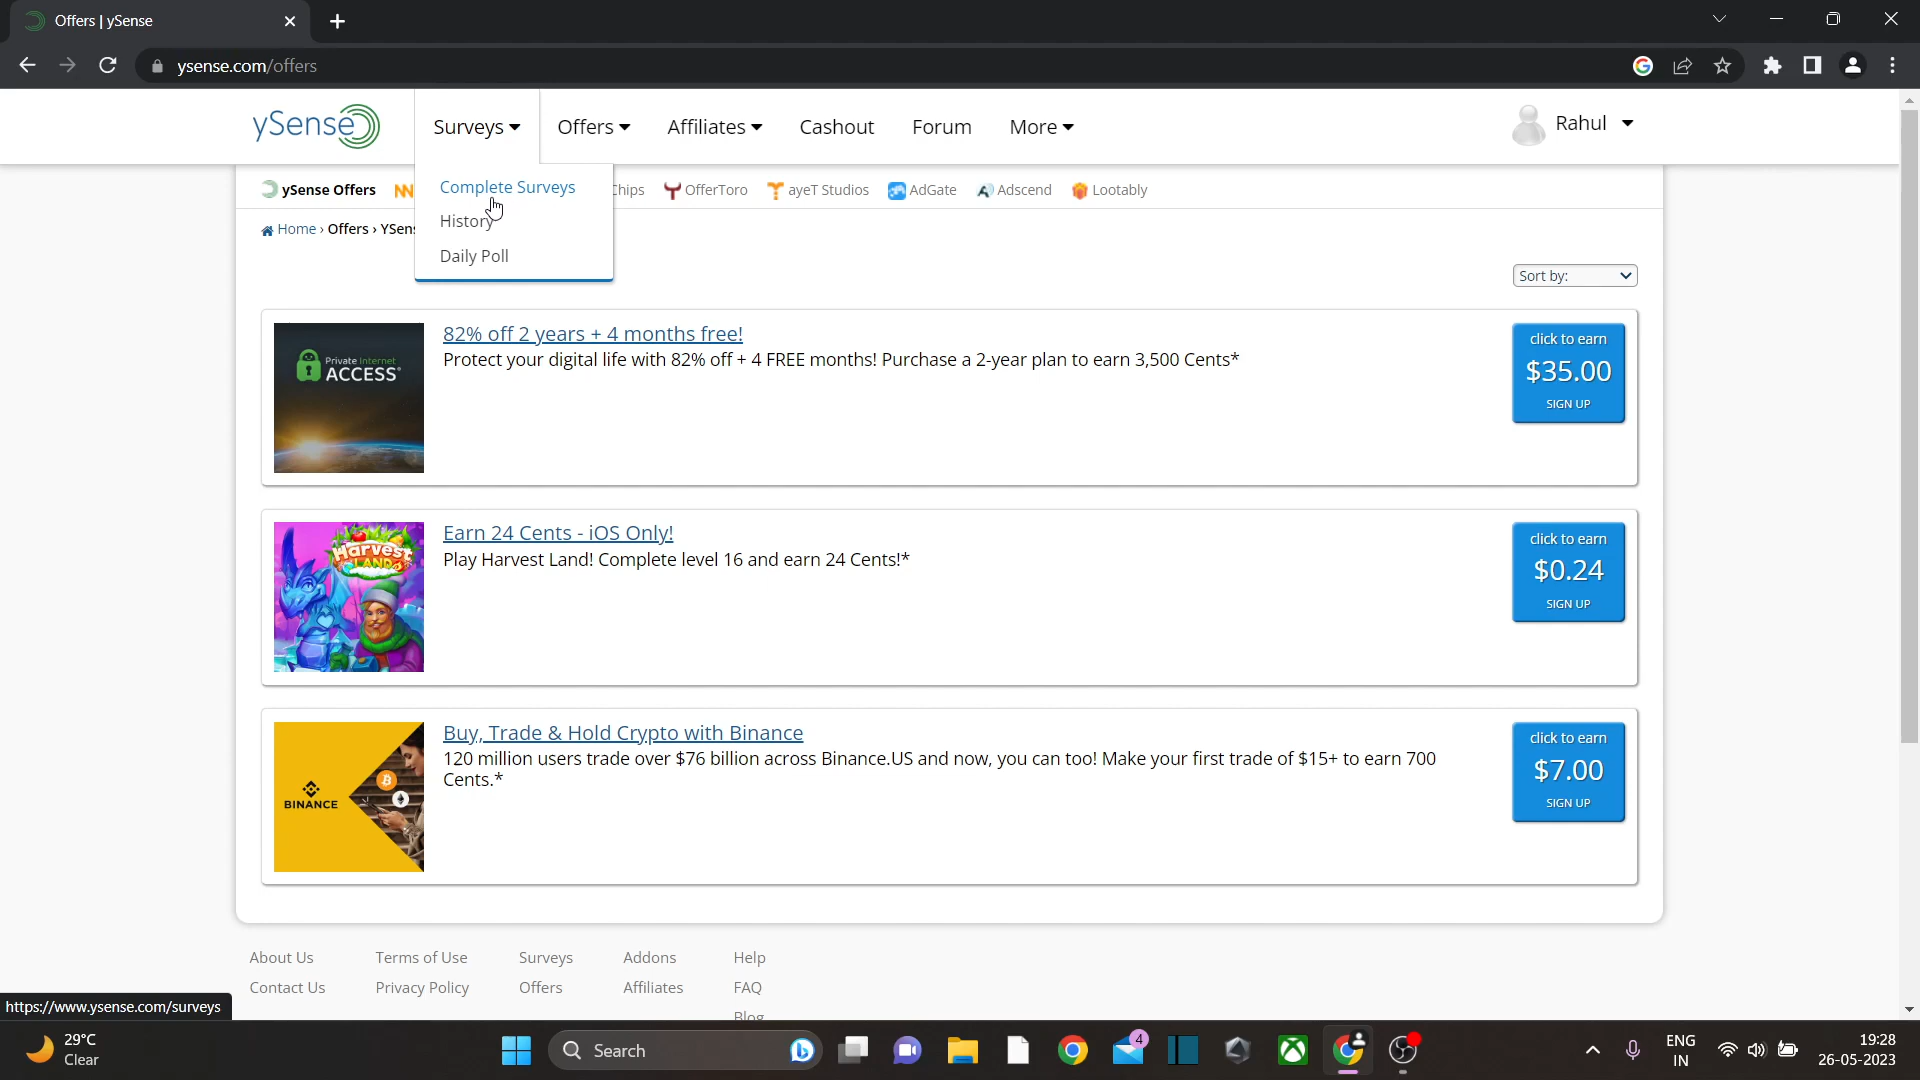 Offers | ySense
ysense.com/offers
ySense
Surveys
Offers
Affiliates
Cashout
Forum
More
Rahul
ySense Offers
Complete Surveys
OfferToro
ayeT Studios
AdGate
Adscend
Lootably
History
Daily Poll
Home › Offers ›
Sort by:
Private Internet
ACCESS
82% off 2 years + 4 months free!
Protect your digital life with 82% off + 4 FREE months! Purchase a 2-year plan to earn 3,500 Cents*
click to earn
$35.00
SIGN UP
Harvest
LAND
Earn 24 Cents - iOS Only!
Play Harvest Land! Complete level 16 and earn 24 Cents!*
click to earn
$0.24
SIGN UP
BINANCE
Buy, Trade & Hold Crypto with Binance
120 million users trade over $76 billion across Binance.US and now, you can too! Make your first trade of $15+ to earn 700
Cents.*
click to earn
$7.00
SIGN UP
About Us
Terms of Use
Surveys
Addons
Help
Contact Us
Privacy Policy
Offers
Affiliates
FAQ
Blog
https://www.ysense.com/surveys
29°C
Clear
Search
4
ENG
IN
19:28
26-05-2023